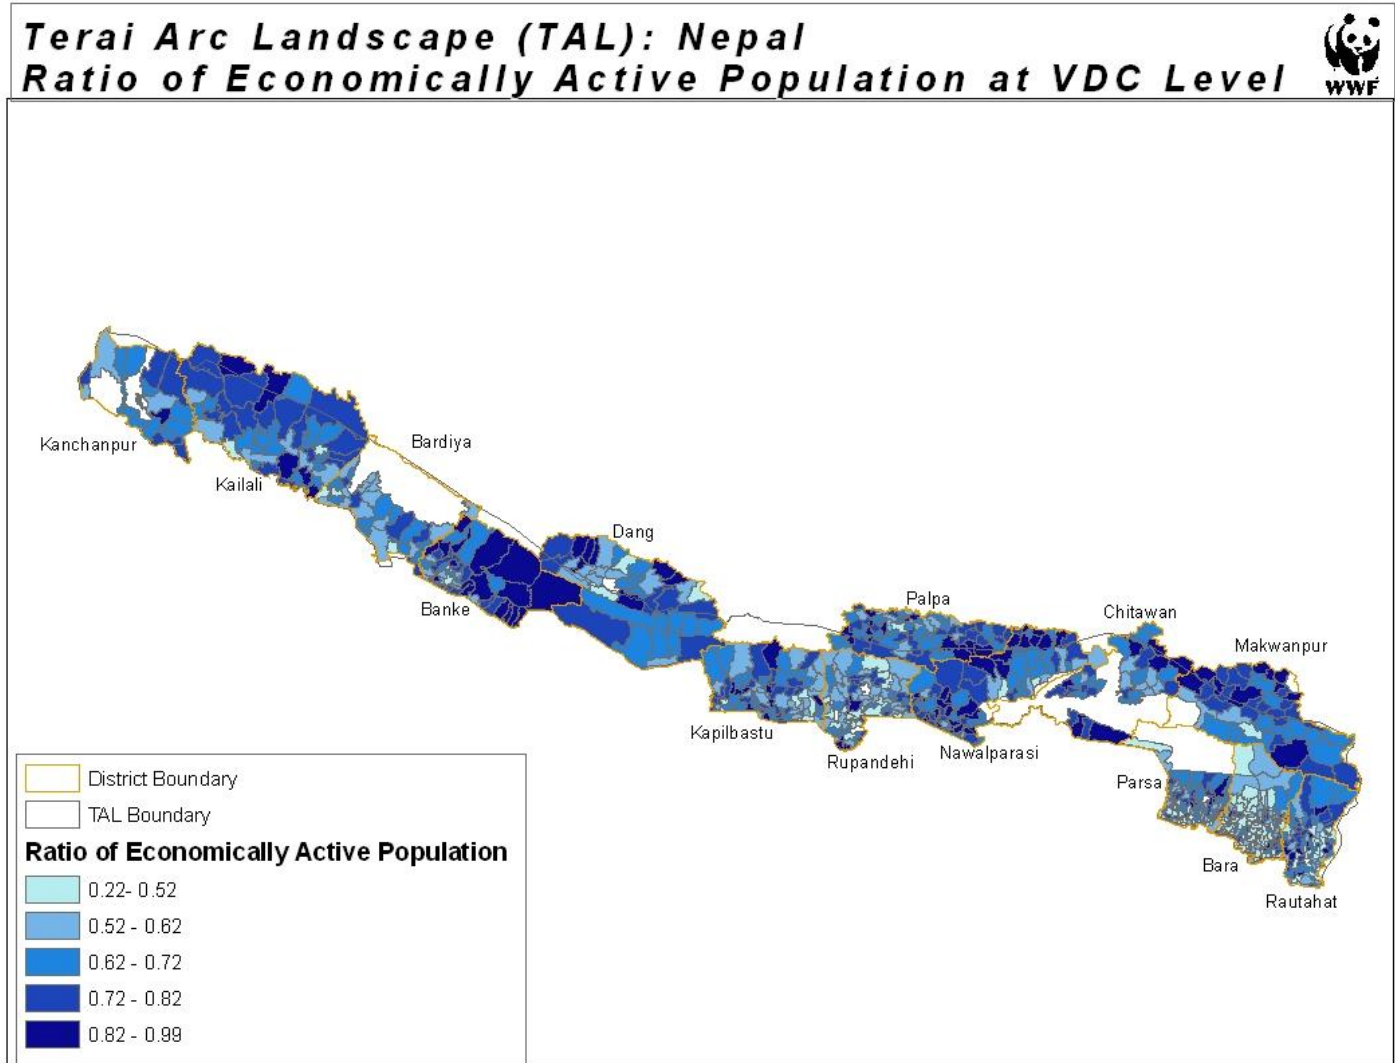 Terai Arc Landscape (TAL): Nepal
Ratio of Economically Active Population at VDC Level
WWF
Kanchanpur
Bardiya
Kailali
Dang
Banke
Palpa
Chitawan
Makwanpur
Kapilbastu
Rupandehi
Nawalparasi
Parsa
Bara
Rautahat
District Boundary
TAL Boundary
Ratio of Economically Active Population
0.22- 0.52
0.52 - 0.62
0.62 - 0.72
0.72 - 0.82
0.82 - 0.99